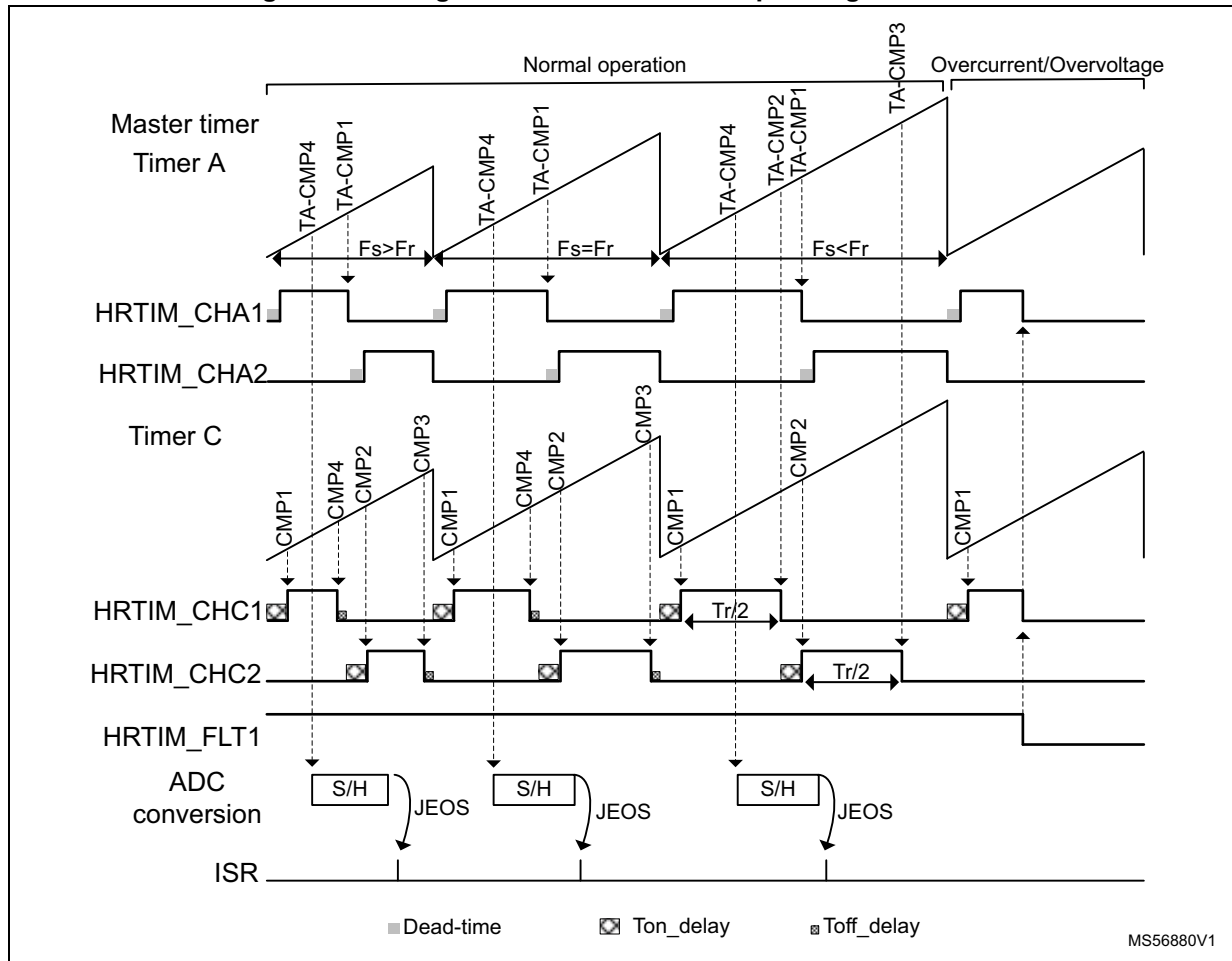 Normal operation
Overcurrent/Overvoltage
Master timer
Timer A
TA-CMP4
TA-CMP1
TA-CMP4
TA-CMP1
TA-CMP4
TA-CMP2
TA-CMP1
TA-CMP3
Fs>Fr
Fs=Fr
Fs<Fr
HRTIM_CHA1
HRTIM_CHA2
Timer C
CMP1
CMP4
CMP2
CMP3
CMP1
CMP4
CMP2
CMP3
CMP1
CMP2
CMP1
HRTIM_CHC1
Tr/2
HRTIM_CHC2
Tr/2
HRTIM_FLT1
ADC
conversion
S/H
JEOS
S/H
JEOS
S/H
JEOS
ISR
Dead-time
Ton_delay
Toff_delay
MS56880V1